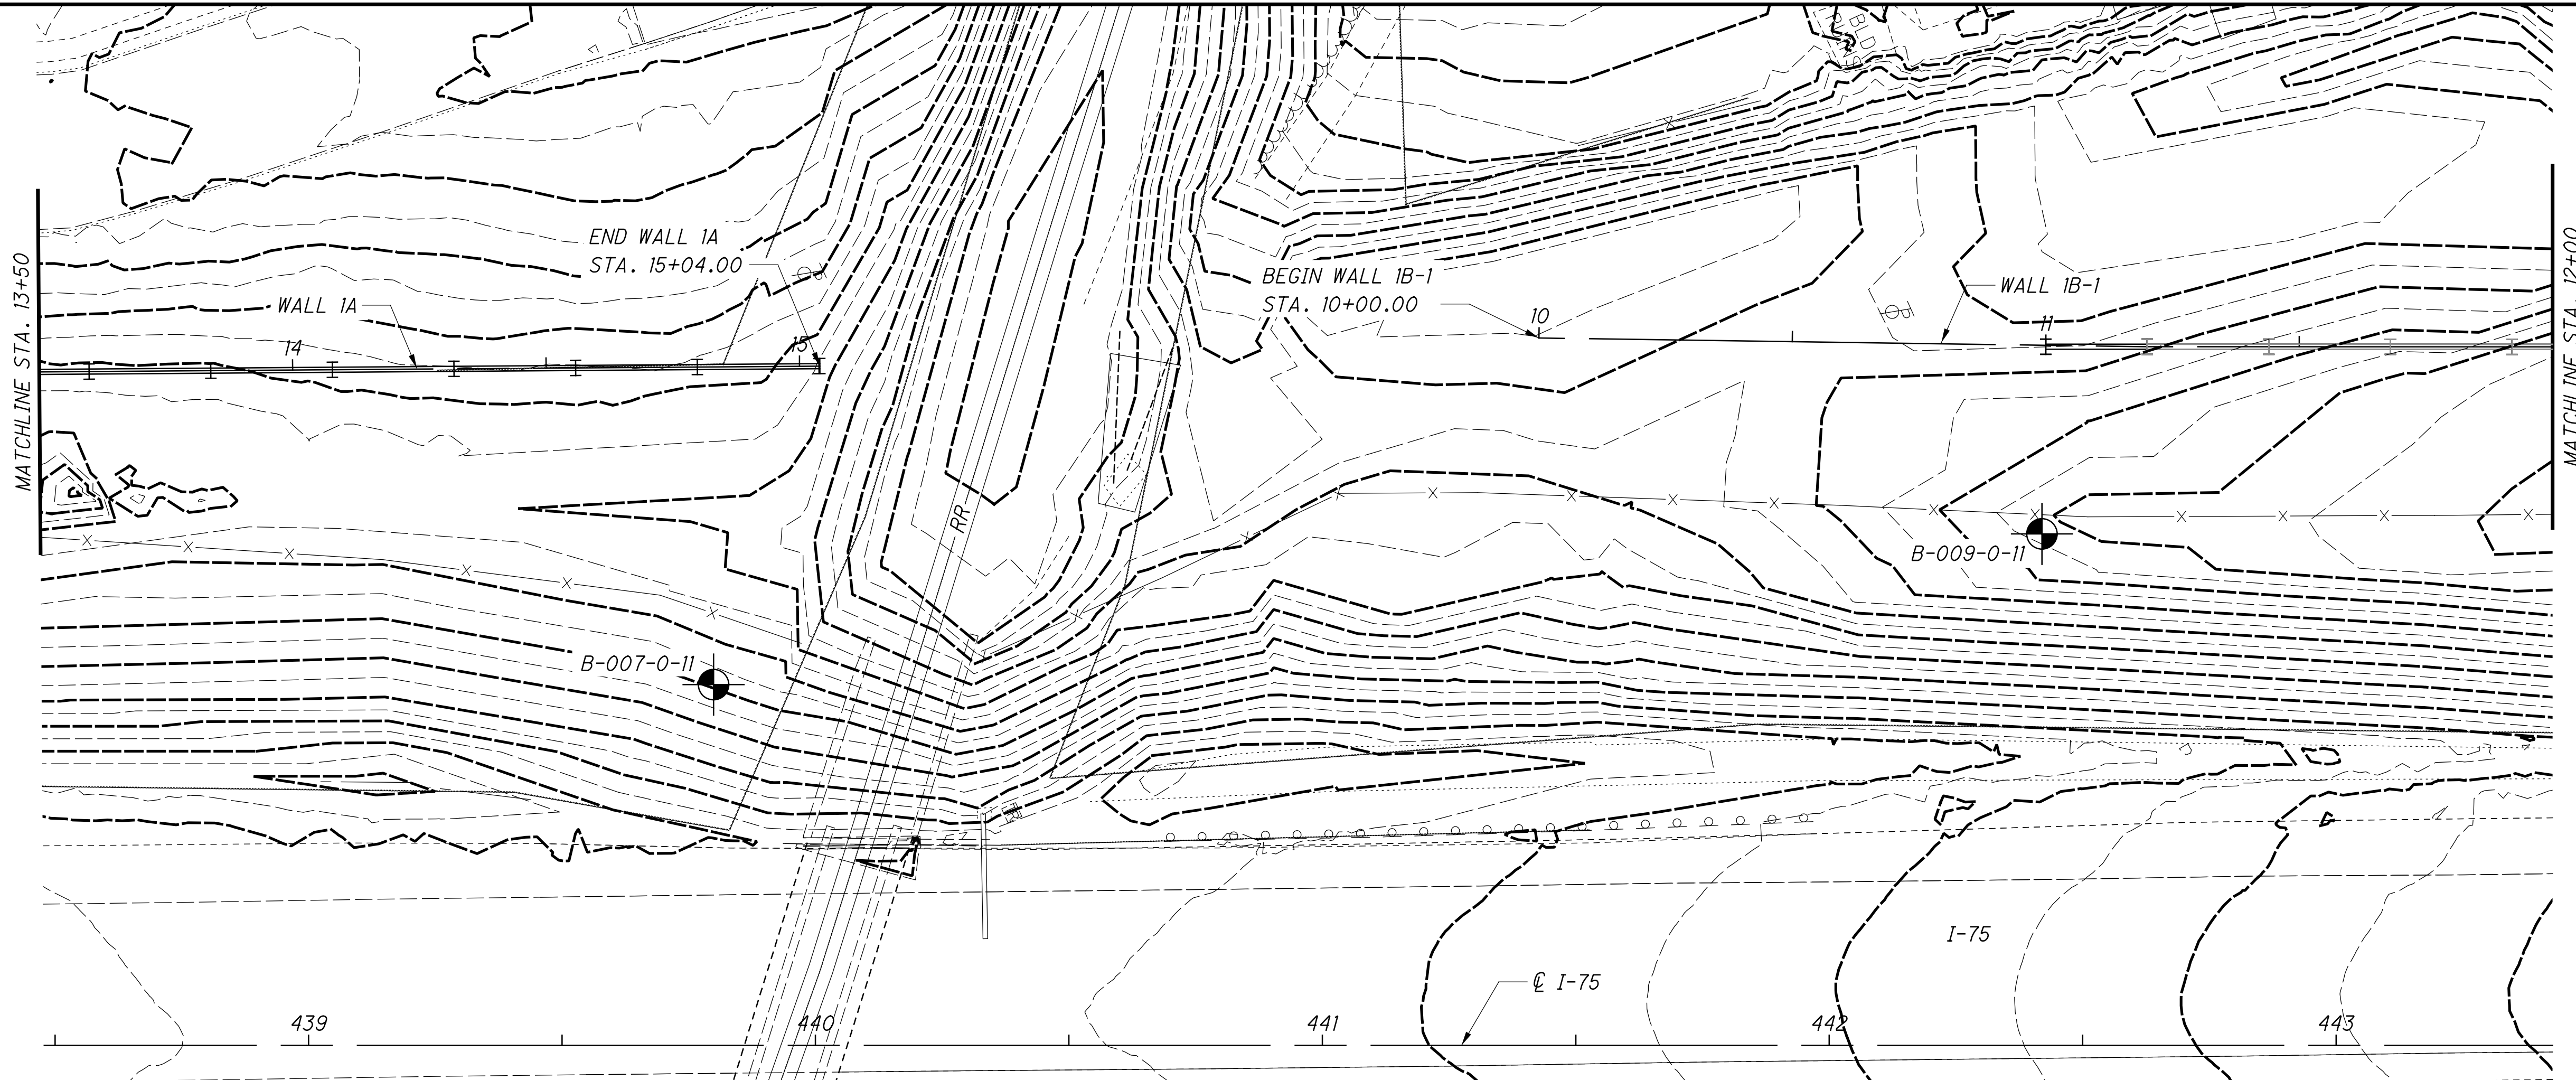 MATCHLINE STA. 13+50
END WALL 1A
STA. 15+04.00
WALL 1A
14
15
BEGIN WALL 1B-1
STA. 10+00.00
10
WALL 1B-1
11
MATCHLINE STA. 12+00
RR
B-009-0-11
B-007-0-11
I-75
℄ I-75
439
440
441
442
443